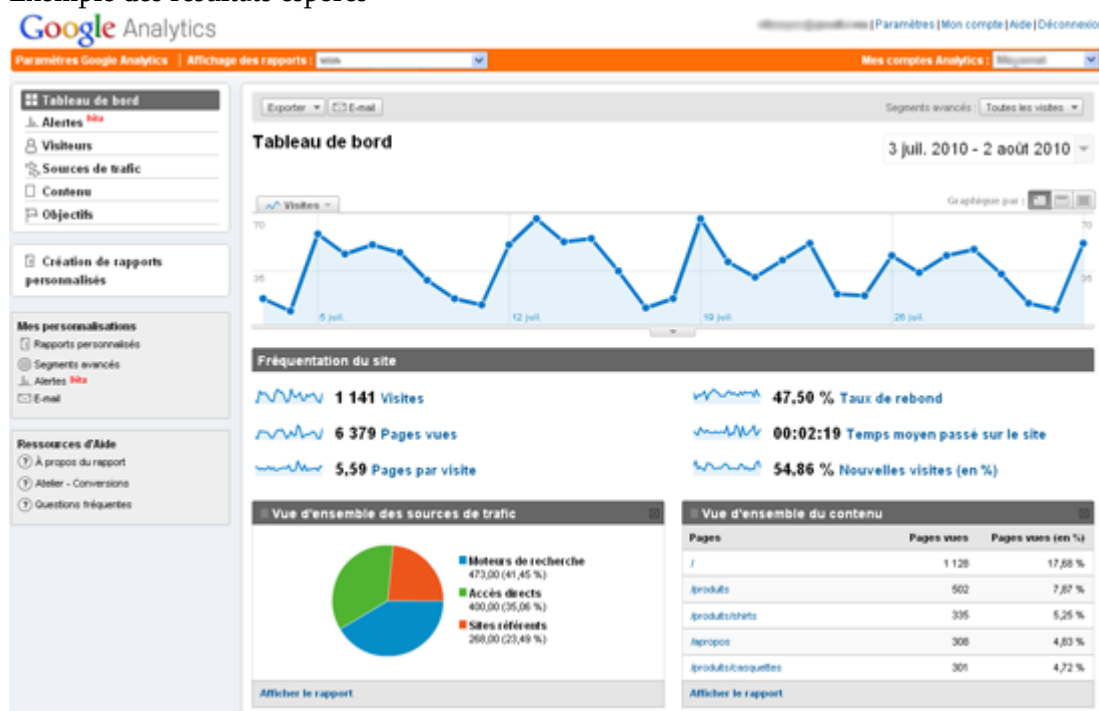 Exemple des résultats espérés
Google Analytics
| Paramètres | Mon compte | Aide | Déconnexion
Paramètres Google Analytics | Affichage des rapports :
Mes comptes Analytics :
Tableau de bord
Alertes bêta
Visiteurs
Sources de trafic
Contenu
Objectifs
Création de rapports
personnalisés
Mes personnalisations
Rapports personnalisés
Segments avancés
Alertes bêta
E-mail
Ressources d'Aide
À propos du rapport
Atelier - Conversions
Questions fréquentes
Exporter
E-mail
Segments avancés : Toutes les visites
Tableau de bord
3 juil. 2010 - 2 août 2010
Visites
Graphique par :
70
70
35
35
5 juil.
12 juil.
19 juil.
26 juil.
Fréquentation du site
1 141 Visites
47,50 % Taux de rebond
6 379 Pages vues
00:02:19 Temps moyen passé sur le site
5,59 Pages par visite
54,86 % Nouvelles visites (en %)
Vue d'ensemble des sources de trafic
Moteurs de recherche
473,00 (41,45 %)
Accès directs
400,00 (35,06 %)
Sites référents
268,00 (23,49 %)
Afficher le rapport
Vue d'ensemble du contenu
Pages Pages vues Pages vues (en %)
/ 1 128 17,68 %
/produits 502 7,87 %
/produits/shirts 335 5,25 %
/apropos 308 4,83 %
/produits/casquettes 301 4,72 %
Afficher le rapport